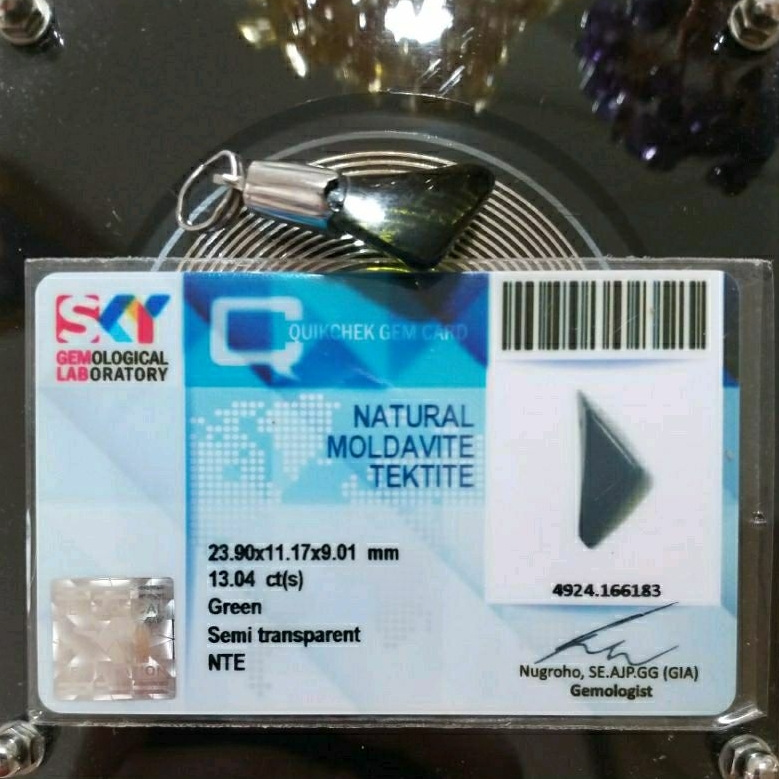 SKY
GEMOLOGICAL
LABORATORY
QUIKCHEK GEM CARD
NATURAL
MOLDAVITE
TEKTITE
23.90x11.17x9.01 mm
13.04 ct(s)
Green
Semi transparent
NTE
4924.166183
Nugroho, SE.AJP.GG (GIA)
Gemologist